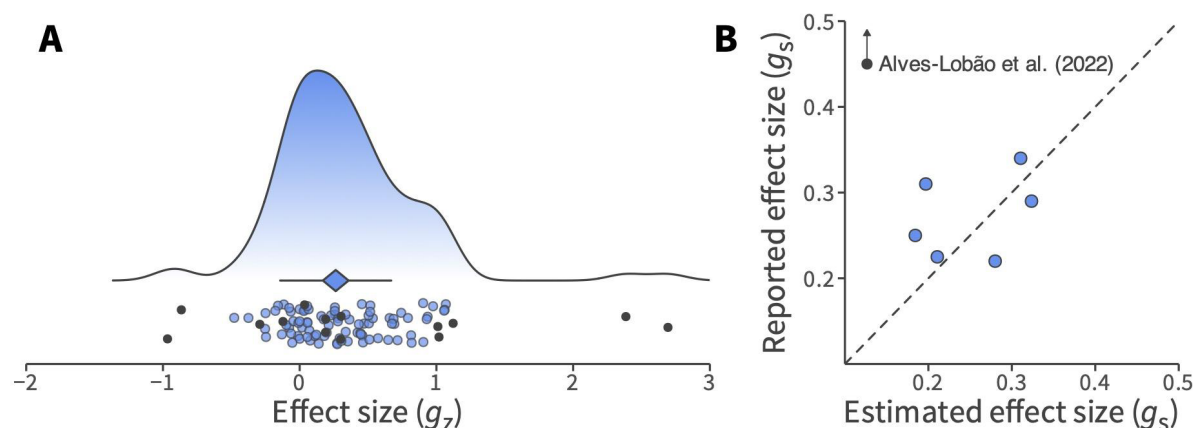 A
−2
−1
0
1
2
3
Effect size (gz)
B
Reported effect size (gs)
0.5
0.4
0.3
0.2
Alves-Lobão et al. (2022)
0.2
0.3
0.4
0.5
Estimated effect size (gs)